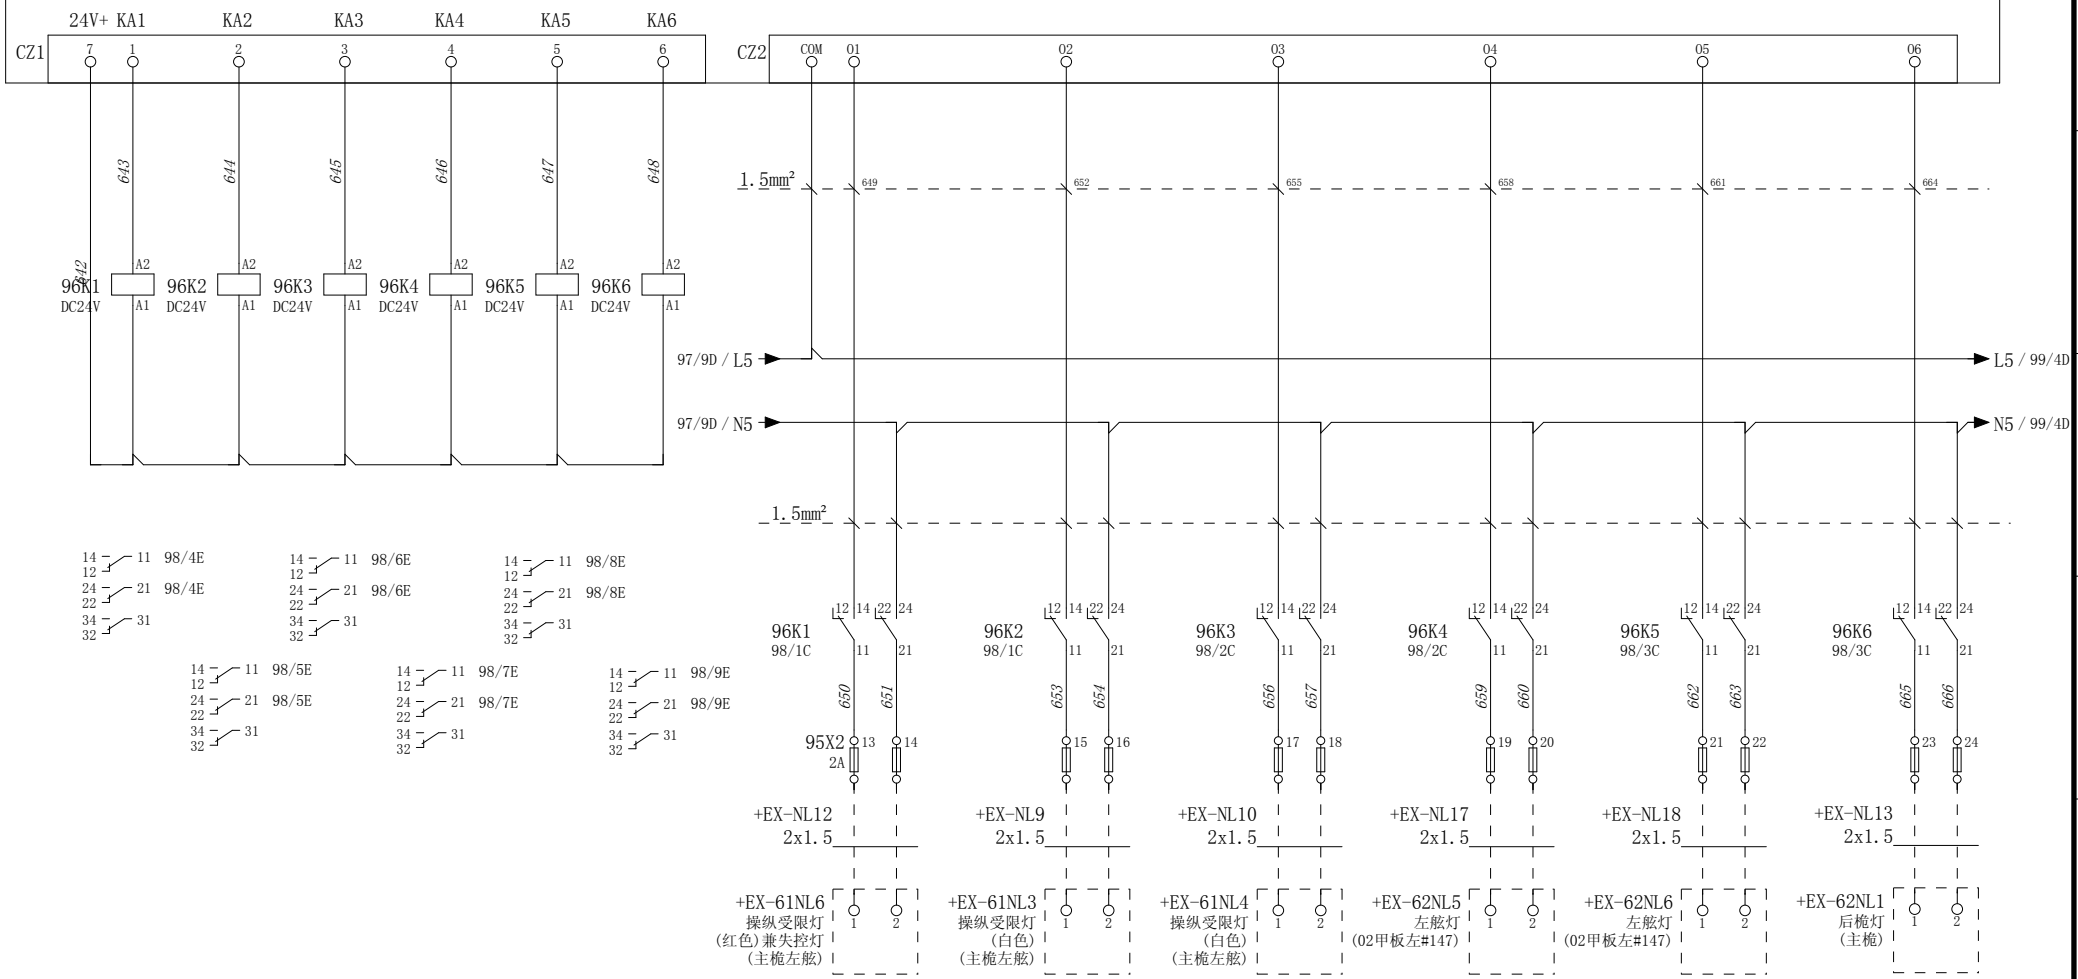 24V+ KA1 KA2 KA3 KA4 KA5 KA6
CZ1 7 1 2 3 4 5 6
CZ2 COM 01 02 03 04 05 06
643 644 645 646 647 648
1.5mm² 649 652 655 658 661 664
642
A2 A2 A2 A2 A2 A2
96K1 96K2 96K3 96K4 96K5 96K6
DC24V DC24V DC24V DC24V DC24V DC24V
A1 A1 A1 A1 A1 A1
97/9D / L5 L5 / 99/4D
97/9D / N5 N5 / 99/4D
1.5mm²
14 11 98/4E
12
24 21 98/4E
22
34 31
32
14 11 98/6E
12
24 21 98/6E
22
34 31
32
14 11 98/8E
12
24 21 98/8E
22
34 31
32
14 11 98/5E
12
24 21 98/5E
22
34 31
32
14 11 98/7E
12
24 21 98/7E
22
34 31
32
14 11 98/9E
12
24 21 98/9E
22
34 31
32
12 14 22 24 12 14 22 24 12 14 22 24 12 14 22 24 12 14 22 24 12 14 22 24
96K1 96K2 96K3 96K4 96K5 96K6
98/1C 11 21 98/1C 11 21 98/2C 11 21 98/2C 11 21 98/3C 11 21 98/3C 11 21
650 651 653 654 656 657 659 660 662 663 665 666
95X2 13 14 15 16 17 18 19 20 21 22 23 24
2A
+EX-NL12 +EX-NL9 +EX-NL10 +EX-NL17 +EX-NL18 +EX-NL13
2x1.5 2x1.5 2x1.5 2x1.5 2x1.5 2x1.5
+EX-61NL6
操纵受限灯 1 2
(红色)兼失控灯
(主桅左舷)
+EX-61NL3
操纵受限灯 1 2
(白色)
(主桅左舷)
+EX-61NL4
操纵受限灯 1 2
(白色)
(主桅左舷)
+EX-62NL5
左舷灯 1 2
(02甲板左#147)
+EX-62NL6
左舷灯 1 2
(02甲板左#147)
+EX-62NL1
后桅灯 1 2
(主桅)